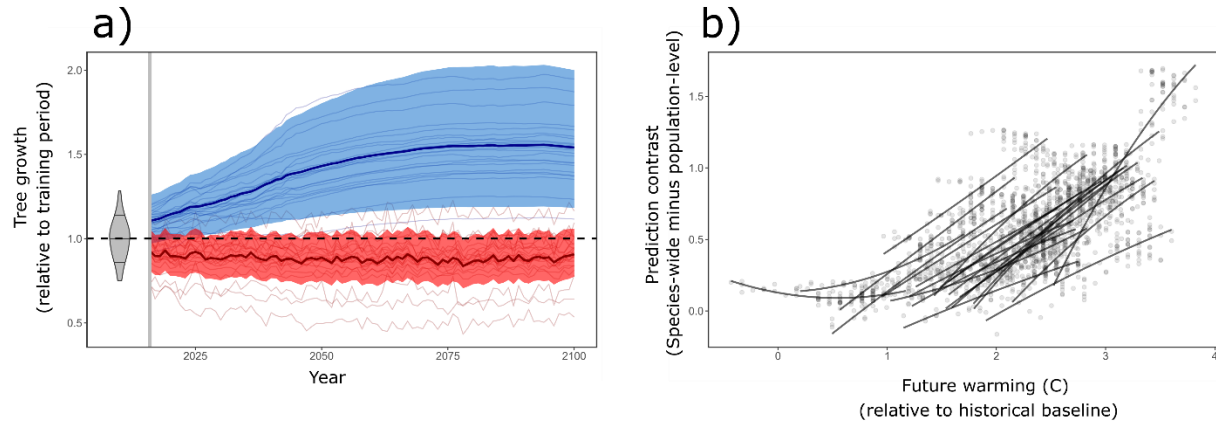 a)
Tree growth
(relative to training period)
2.0
1.5
1.0
0.5
2025
2050
2075
2100
Year
b)
Prediction contrast
(Species-wide minus population-level)
1.5
1.0
0.5
0.0
0
1
2
3
4
Future warming (C)
(relative to historical baseline)